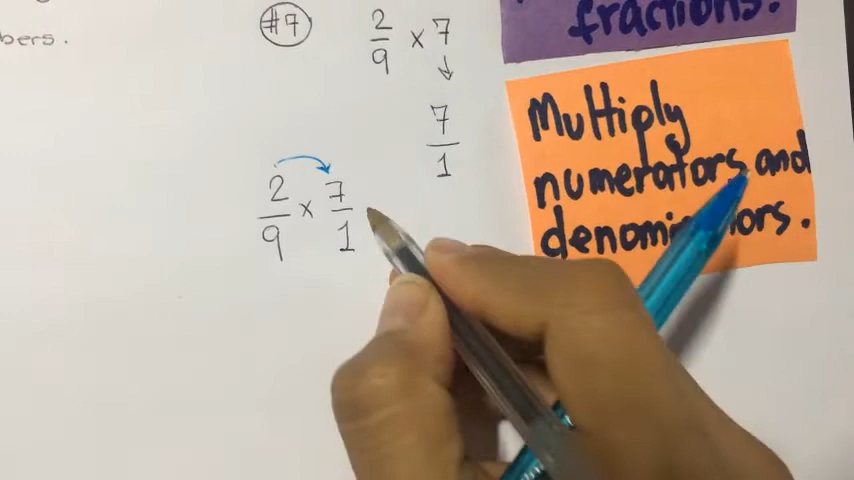 bers.
#7
2/9 × 7
↓
7/1
2/9 × 7/1
fractions.
Multiply
numerators and
denominators.